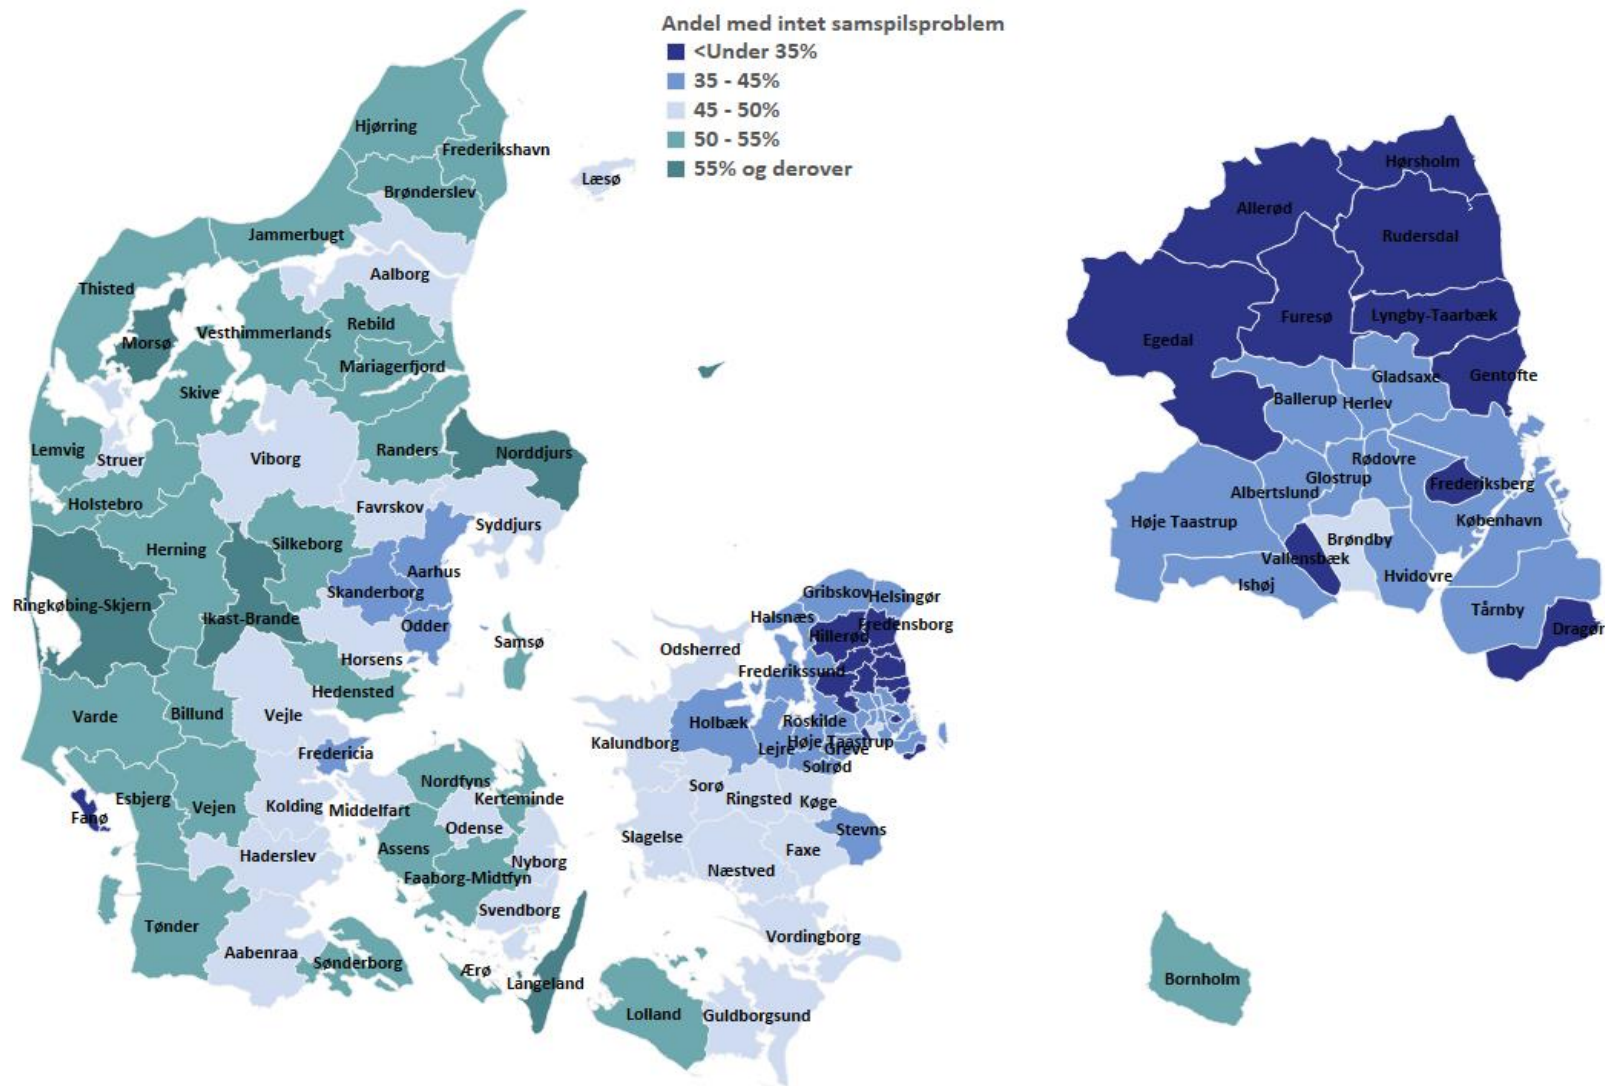 Andel med intet samspilsproblem
<Under 35%
35 - 45%
45 - 50%
50 - 55%
55% og derover
Hjørring
Frederikshavn
Læsø
Brønderslev
Jammerbugt
Aalborg
Thisted
Vesthimmerlands
Rebild
Morsø
Mariagerfjord
Skive
Lemvig
Struer
Viborg
Randers
Norddjurs
Holstebro
Favrskov
Syddjurs
Herning
Silkeborg
Aarhus
Skanderborg
Ringkøbing-Skjern
Ikast-Brande
Odder
Samsø
Horsens
Hedensted
Varde
Billund
Vejle
Fredericia
Esbjerg
Vejen
Kolding
Middelfart
Nordfyns
Kerteminde
Fanø
Odense
Haderslev
Assens
Nyborg
Faaborg-Midtfyn
Svendborg
Tønder
Aabenraa
Sønderborg
Ærø
Langeland
Gribskov
Helsingør
Halsnæs
Fredensborg
Hillerød
Odsherred
Frederikssund
Holbæk
Roskilde
Kalundborg
Lejre
Høje Taastrup
Greve
Solrød
Sorø
Ringsted
Køge
Slagelse
Stevns
Faxe
Næstved
Vordingborg
Lolland
Guldborgsund
Hørsholm
Allerød
Rudersdal
Furesø
Lyngby-Taarbæk
Egedal
Gladsaxe
Gentofte
Ballerup
Herlev
Rødovre
Glostrup
Frederiksberg
Albertslund
Høje Taastrup
København
Brøndby
Vallensbæk
Hvidovre
Ishøj
Tårnby
Dragør
Bornholm